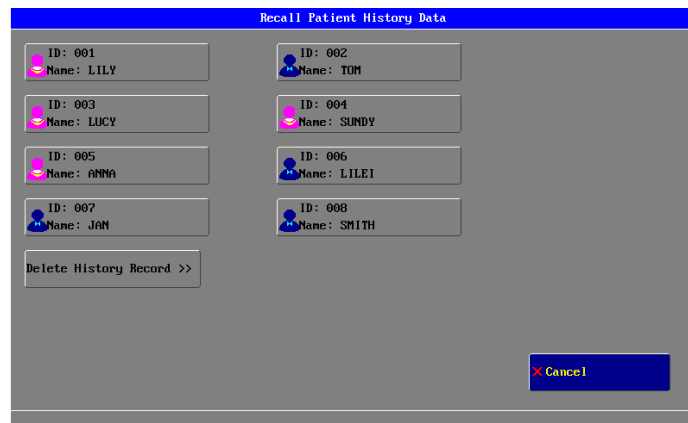 Recall Patient History Data
ID: 001
Name: LILY
ID: 002
Name: TOM
ID: 003
Name: LUCY
ID: 004
Name: SUNDY
ID: 005
Name: ANNA
ID: 006
Name: LILEI
ID: 007
Name: JAN
ID: 008
Name: SMITH
Delete History Record >>
Cancel